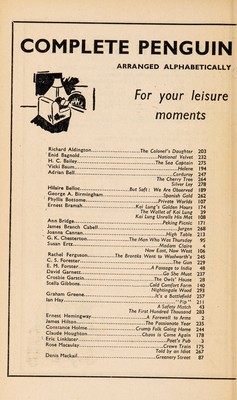 COMPLETE PENGUIN
ARRANGED ALPHABETICALLY
For your leisure
moments
Richard Aldington The Colonel's Daughter 203
Enid Bagnold National Velvet 232
H. C. Bailey The Sea Captain 275
Vicki Baum Helene 194
Adrian Bell Corduroy 247
The Cherry Tree 264
Silver Ley 278
Hilaire Belloc But Soft: We Are Observed 189
George A. Birmingham Spanish Gold 262
Phyllis Bottome Private Worlds 107
Ernest Bramah Kai Lung's Golden Hours 174
The Wallet of Kai Lung 39
Kai Lung Unrolls His Mat 108
Ann Bridge Peking Picnic 171
James Branch Cabell Jurgen 268
Joanna Cannan High Table 213
G. K. Chesterton The Man Who Was Thursday 95
Susan Ertz Madam Claire 4
Now East, Now West 106
Rachel Ferguson The Brontës Went to Woolworth's 245
C. S. Forester The Gun 229
E. M. Forster A Passage to India 48
David Garnett Go She Must 237
Crosbie Garstin The Owls' House 28
Stella Gibbons Cold Comfort Farm 140
Nightingale Wood 293
Graham Greene It's a Battlefield 257
Ian Hay "Pip" 211
A Safety Match 43
The First Hundred Thousand 283
Ernest Hemingway A Farewell to Arms 2
James Hilton The Passionate Year 235
Constance Holme Crump Folk Going Home 244
Claude Houghton Chaos is Come Again 178
Eric Linklater Poet's Pub 3
Rose Macaulay Crewe Train 175
Told by an Idiot 267
Denis Mackail Greenery Street 87